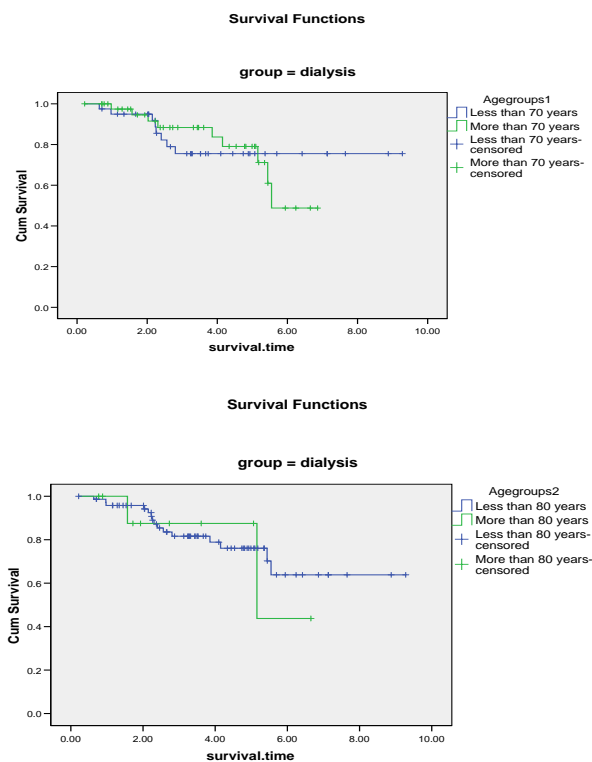 Survival Functions
group = dialysis
Agegroups1
Less than 70 years
More than 70 years
Less than 70 years-
censored
More than 70 years-
censored
Cum Survival
1.0
0.8
0.6
0.4
0.2
0.0
0.00 2.00 4.00 6.00 8.00 10.00
survival.time
Survival Functions
group = dialysis
Agegroups2
Less than 80 years
More than 80 years
Less than 80 years-
censored
More than 80 years-
censored
Cum Survival
1.0
0.8
0.6
0.4
0.2
0.0
0.00 2.00 4.00 6.00 8.00 10.00
survival.time